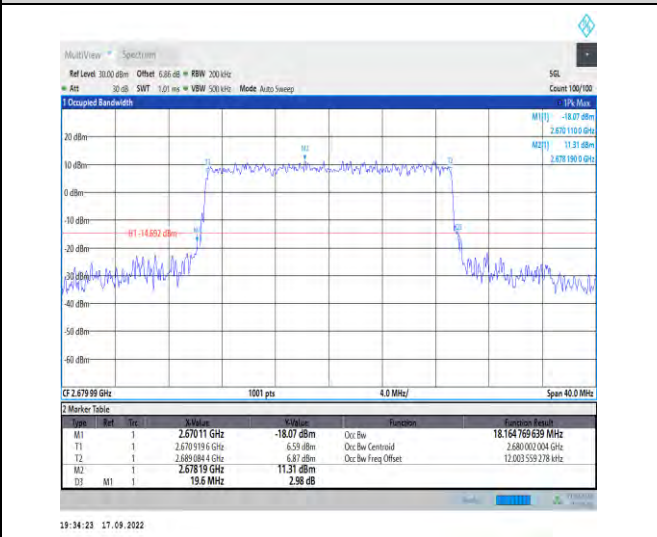 MultiView Spectrum
Ref Level 30.00 dBm Offset 6.86 dB RBW 200 kHz SGL
Att 30 dB SWT 1.01 ms VBW 500 kHz Mode Auto Sweep Count 100/100
1 Occupied Bandwidth 1Pk Max
M1[1] -18.07 dBm
2.670 110 0 GHz
M2[1] 11.31 dBm
2.678 190 0 GHz
20 dBm
M2
10 dBm
T1 T2
0 dBm
-10 dBm
H1 -14.692 dBm
-20 dBm
-30 dBm
-40 dBm
-50 dBm
-60 dBm
CF 2.679 99 GHz 1001 pts 4.0 MHz/ Span 40.0 MHz
2 Marker Table
Type Ref Trc X-Value Y-Value Function Function Result
M1 1 2.67011 GHz -18.07 dBm Occ Bw 18.164 769 639 MHz
T1 1 2.670 919 6 GHz 6.59 dBm Occ Bw Centroid 2.680 002 004 GHz
T2 1 2.689 084 4 GHz 6.87 dBm Occ Bw Freq Offset 12.003 559 278 kHz
M2 1 2.67819 GHz 11.31 dBm
D3 M1 1 19.6 MHz 2.98 dB
19:34:23 17.09.2022